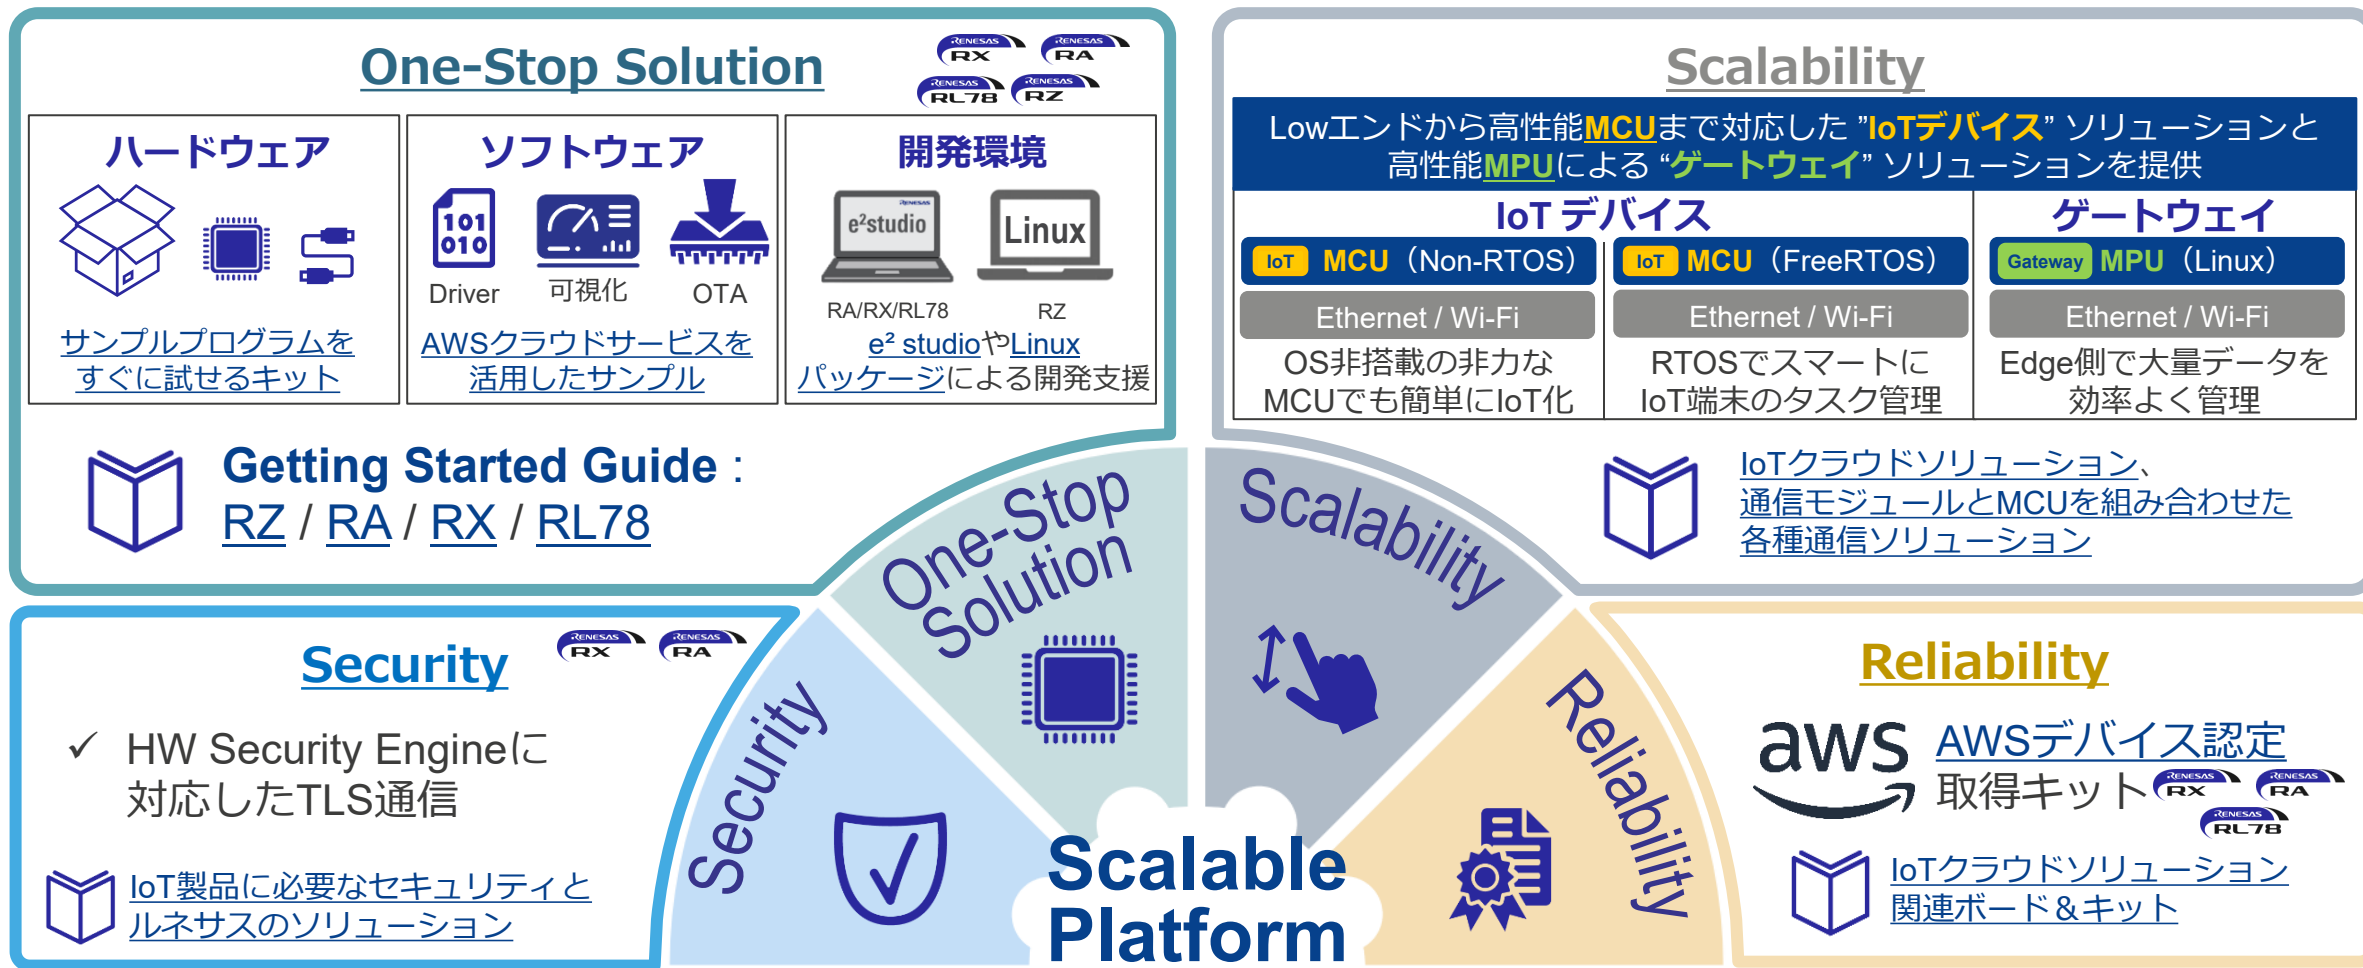 One-Stop Solution
RENESAS RX
RENESAS RA
RENESAS RL78
RENESAS RZ
ハードウェア
サンプルプログラムを
すぐに試せるキット
ソフトウェア
101
010
Driver
可視化
OTA
AWSクラウドサービスを
活用したサンプル
開発環境
RENESAS
e²studio
Linux
RA/RX/RL78
RZ
e² studioやLinux
パッケージによる開発支援
Getting Started Guide :
RZ / RA / RX / RL78
Scalability
Lowエンドから高性能MCUまで対応した ”IoTデバイス” ソリューションと
高性能MPUによる “ゲートウェイ” ソリューションを提供
IoT デバイス
IoT MCU（Non-RTOS）
Ethernet / Wi-Fi
OS非搭載の非力な
MCUでも簡単にIoT化
IoT MCU（FreeRTOS）
Ethernet / Wi-Fi
RTOSでスマートに
IoT端末のタスク管理
ゲートウェイ
Gateway MPU（Linux）
Ethernet / Wi-Fi
Edge側で大量データを
効率よく管理
IoTクラウドソリューション、
通信モジュールとMCUを組み合わせた
各種通信ソリューション
Security
RENESAS RX
RENESAS RA
✓ HW Security Engineに
対応したTLS通信
IoT製品に必要なセキュリティと
ルネサスのソリューション
Security
One-Stop
Solution
Scalability
Reliability
Scalable
Platform
Reliability
aws
AWSデバイス認定
取得キット
RENESAS RX
RENESAS RA
RENESAS RL78
IoTクラウドソリューション
関連ボード＆キット